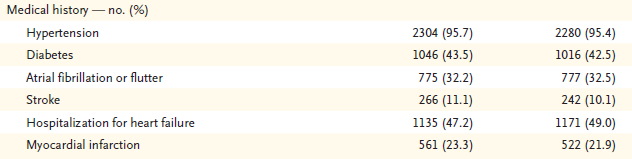 Medical history — no. (%)
Hypertension 2304 (95.7) 2280 (95.4)
Diabetes 1046 (43.5) 1016 (42.5)
Atrial fibrillation or flutter 775 (32.2) 777 (32.5)
Stroke 266 (11.1) 242 (10.1)
Hospitalization for heart failure 1135 (47.2) 1171 (49.0)
Myocardial infarction 561 (23.3) 522 (21.9)